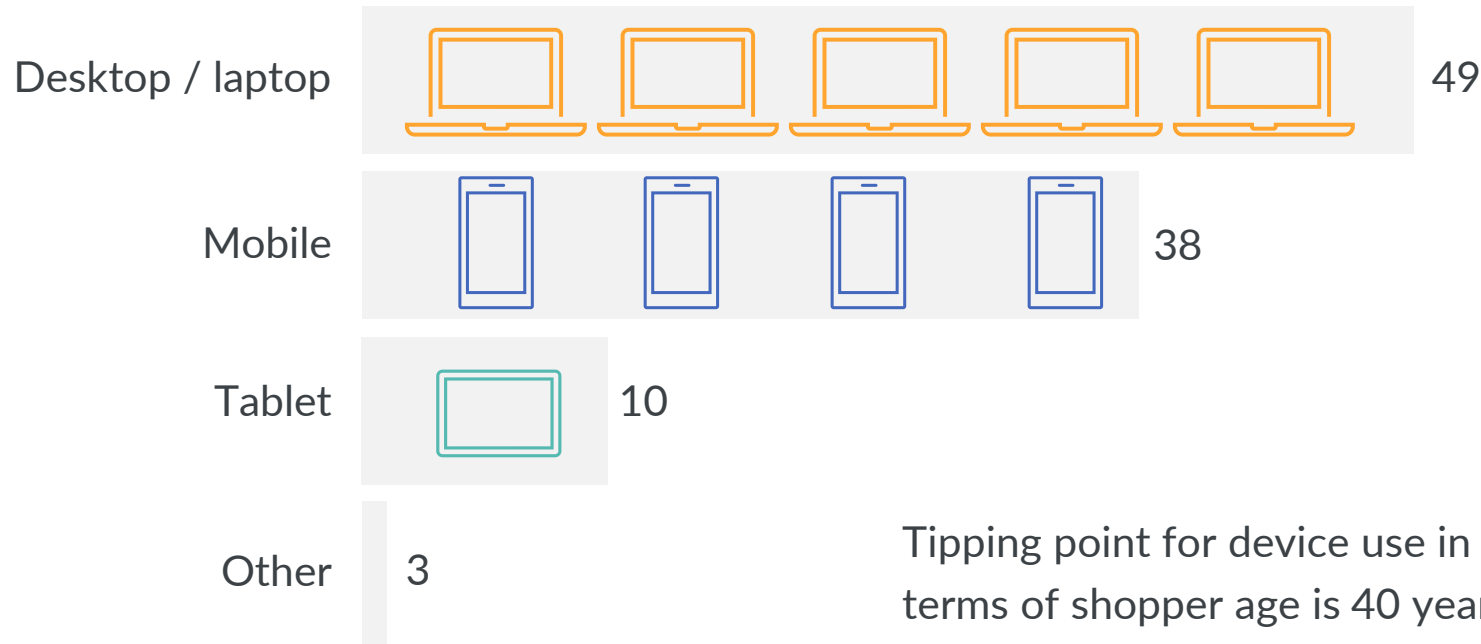 Desktop / laptop 49
Mobile 38
Tablet 10
Other 3
Tipping point for device use in
terms of shopper age is 40